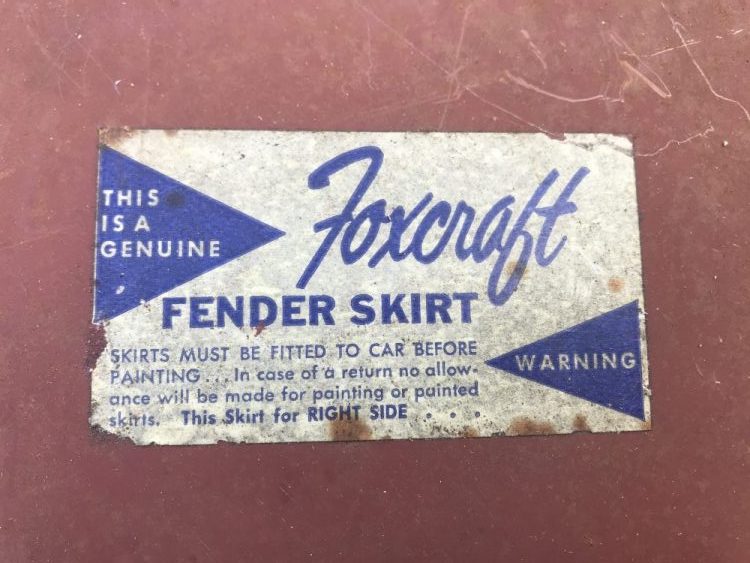 THIS
IS A
GENUINE
Foxcraft
FENDER SKIRT
SKIRTS MUST BE FITTED TO CAR BEFORE
PAINTING ... In case of a return no allow-
ance will be made for painting or painted
skirts. This Skirt for RIGHT SIDE . . .
WARNING